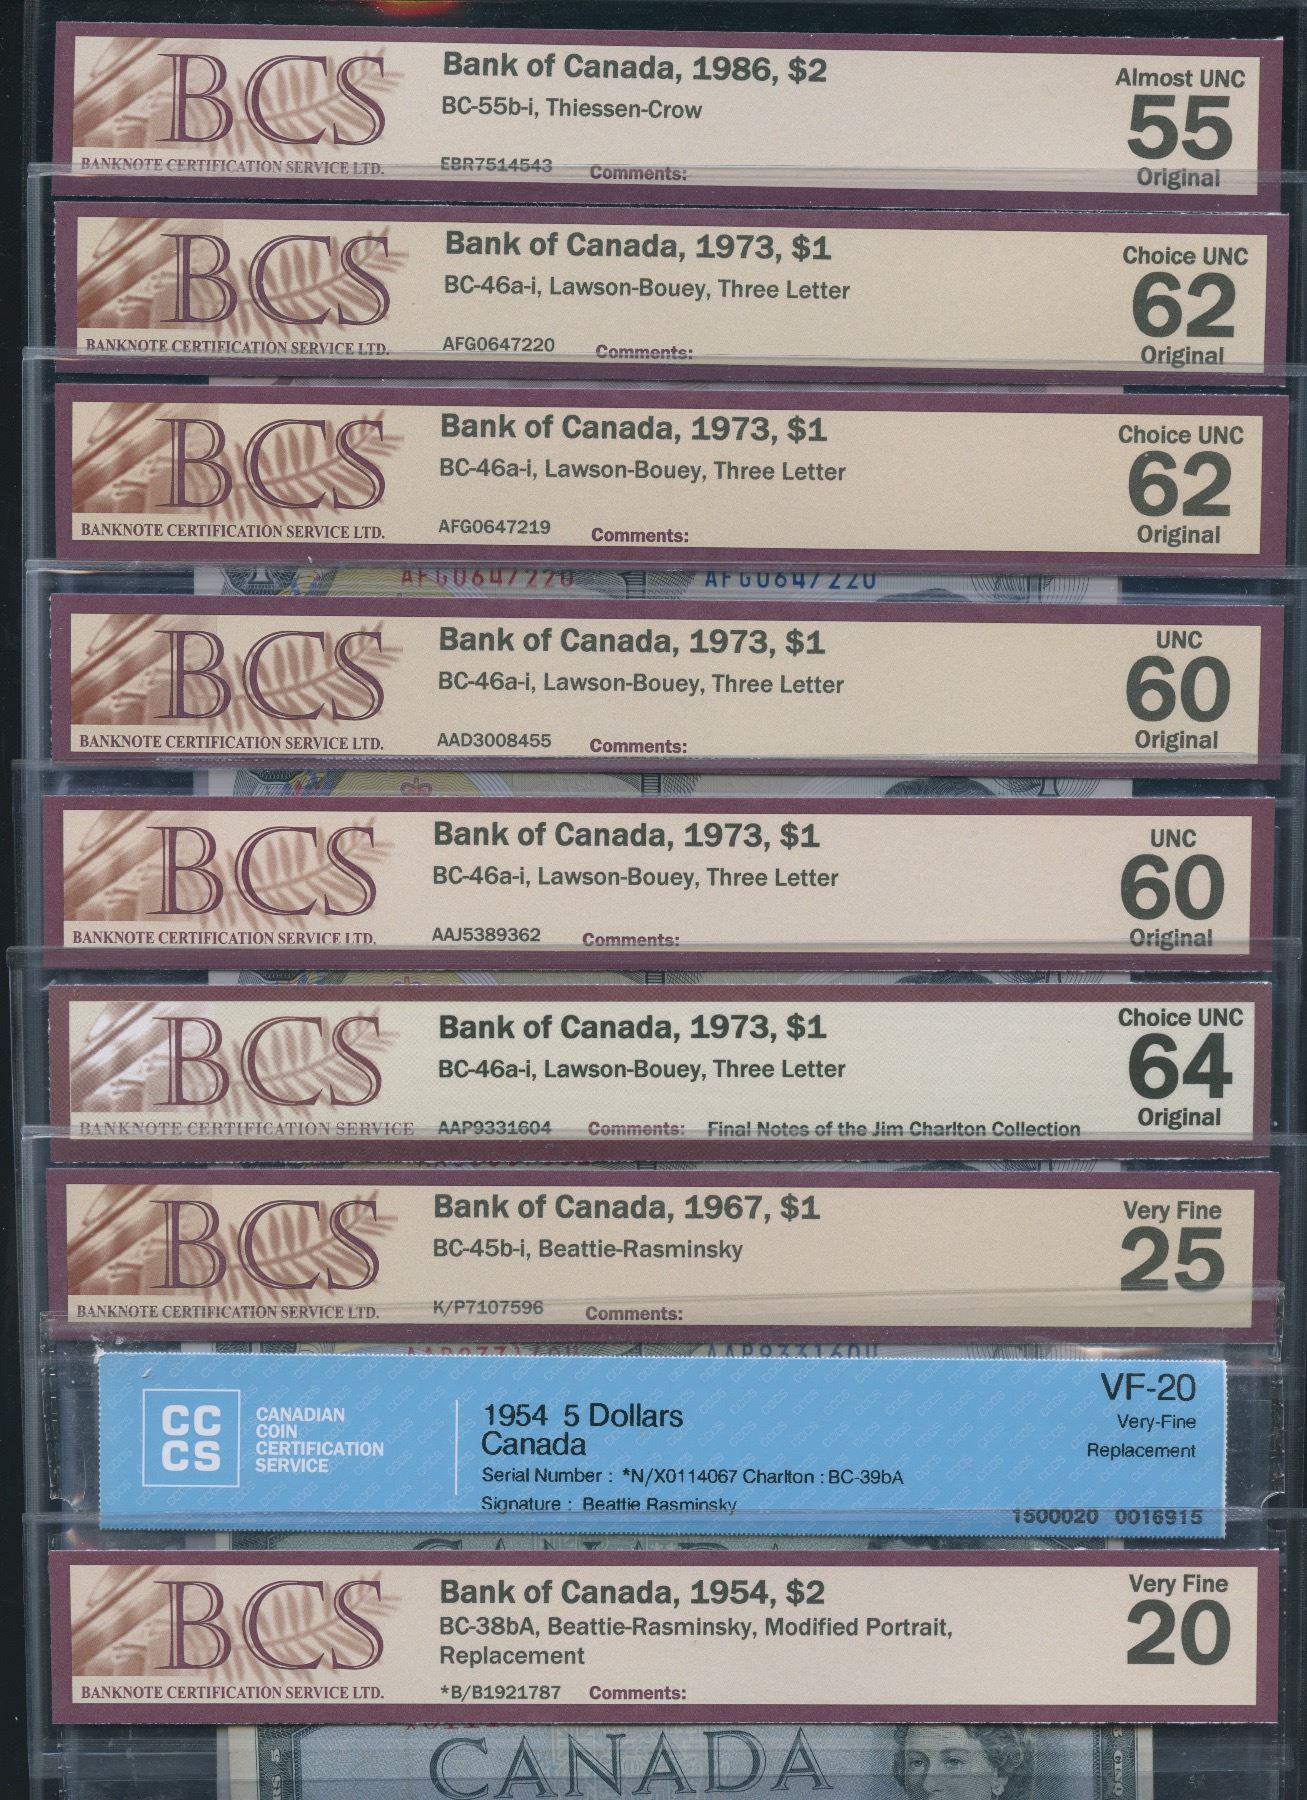 BCS
BANKNOTE CERTIFICATION SERVICE LTD.
Bank of Canada, 1986, $2
BC-55b-i, Thiessen-Crow
EBR7514543 Comments:
Almost UNC
55
Original
BCS
BANKNOTE CERTIFICATION SERVICE LTD.
Bank of Canada, 1973, $1
BC-46a-i, Lawson-Bouey, Three Letter
AFG0647220 Comments:
Choice UNC
62
Original
BCS
BANKNOTE CERTIFICATION SERVICE LTD.
Bank of Canada, 1973, $1
BC-46a-i, Lawson-Bouey, Three Letter
AFG0647219 Comments:
Choice UNC
62
Original
AFG0647220 AFG0647220
BCS
BANKNOTE CERTIFICATION SERVICE LTD.
Bank of Canada, 1973, $1
BC-46a-i, Lawson-Bouey, Three Letter
AAD3008455 Comments:
UNC
60
Original
BCS
BANKNOTE CERTIFICATION SERVICE LTD.
Bank of Canada, 1973, $1
BC-46a-i, Lawson-Bouey, Three Letter
AAJ5389362 Comments:
UNC
60
Original
BCS
BANKNOTE CERTIFICATION SERVICE
Bank of Canada, 1973, $1
BC-46a-i, Lawson-Bouey, Three Letter
AAP9331604 Comments: Final Notes of the Jim Charlton Collection
Choice UNC
64
Original
BCS
BANKNOTE CERTIFICATION SERVICE LTD.
Bank of Canada, 1967, $1
BC-45b-i, Beattie-Rasminsky
K/P7107596 Comments:
Very Fine
25
AAP9331604 AAP9331604
CC
CS
CANADIAN
COIN
CERTIFICATION
SERVICE
1954 5 Dollars
Canada
Serial Number : *N/X0114067 Charlton : BC-39bA
Signature : Beattie Rasminsky
VF-20
Very-Fine
Replacement
1500020 0016915
CANADA
BCS
BANKNOTE CERTIFICATION SERVICE LTD.
Bank of Canada, 1954, $2
BC-38bA, Beattie-Rasminsky, Modified Portrait,
Replacement
*B/B1921787 Comments:
Very Fine
20
CANADA